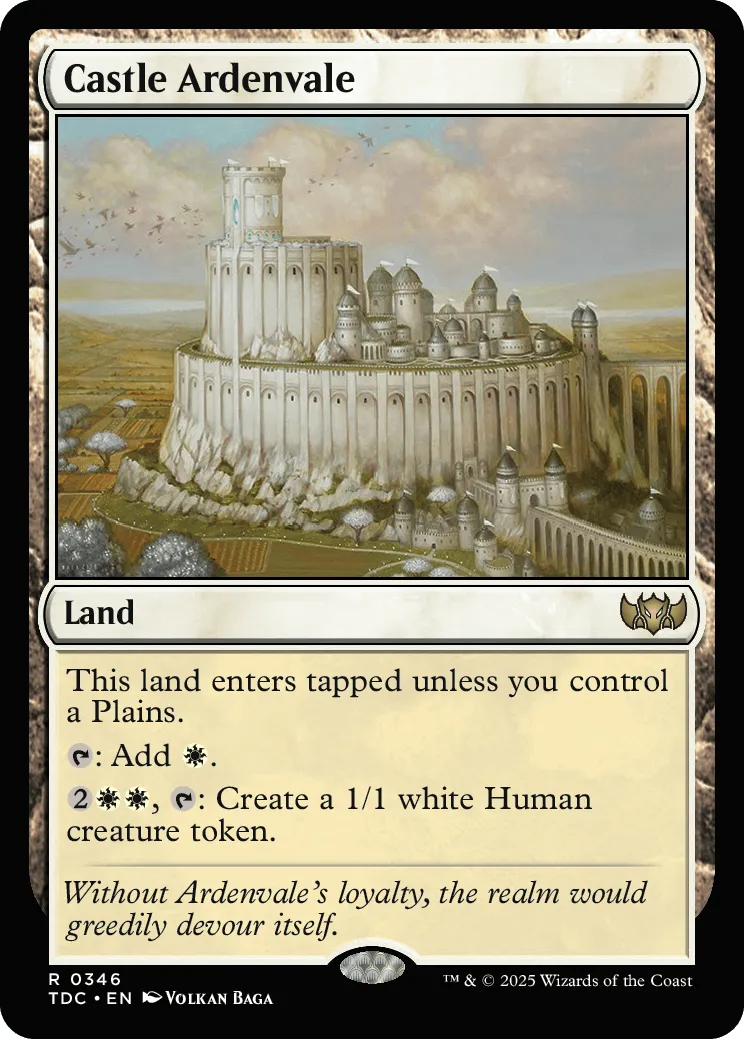 Castle Ardenvale
Land
This land enters tapped unless you control
a Plains.
: Add .
2, : Create a 1/1 white Human
creature token.
Without Ardenvale's loyalty, the realm would
greedily devour itself.
R 0346
TDC • EN VOLKAN BAGA
™ & © 2025 Wizards of the Coast